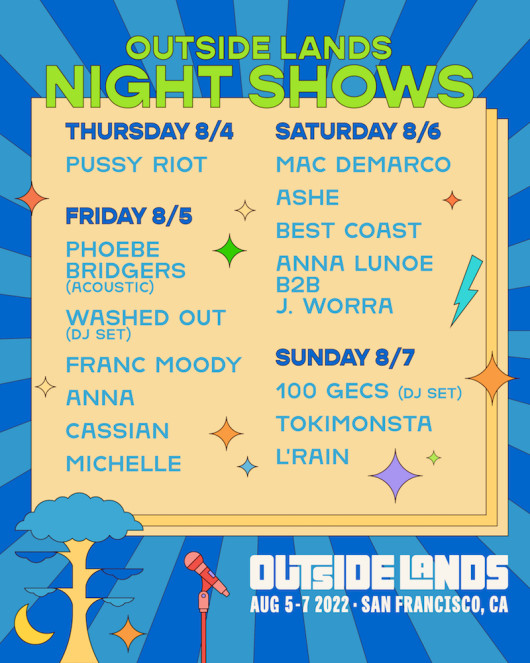 OUTSIDE LANDS
NIGHT SHOWS
THURSDAY 8/4
PUSSY RIOT
FRIDAY 8/5
PHOEBE
BRIDGERS
(ACOUSTIC)
WASHED OUT
(DJ SET)
FRANC MOODY
ANNA
CASSIAN
MICHELLE
SATURDAY 8/6
MAC DEMARCO
ASHE
BEST COAST
ANNA LUNOE
B2B
J. WORRA
SUNDAY 8/7
100 GECS (DJ SET)
TOKIMONSTA
L'RAIN
OUTSIDE LANDS
AUG 5-7 2022 · SAN FRANCISCO, CA